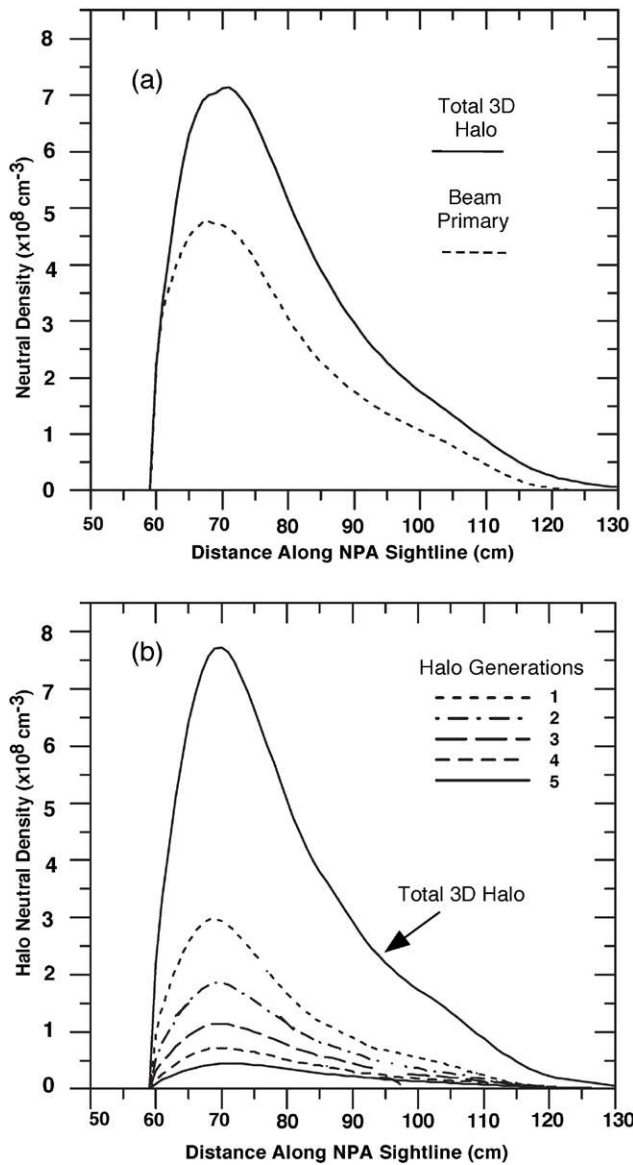 8
7
6
5
4
3
2
1
0
Neutral Density (x10⁸ cm⁻³)
(a)
Total 3D
Halo
Beam
Primary
50 60 70 80 90 100 110 120 130
Distance Along NPA Sightline (cm)
8
7
6
5
4
3
2
1
0
Halo Neutral Density (x10⁸ cm⁻³)
(b)
Halo Generations
1
2
3
4
5
Total 3D Halo
50 60 70 80 90 100 110 120 130
Distance Along NPA Sightline (cm)